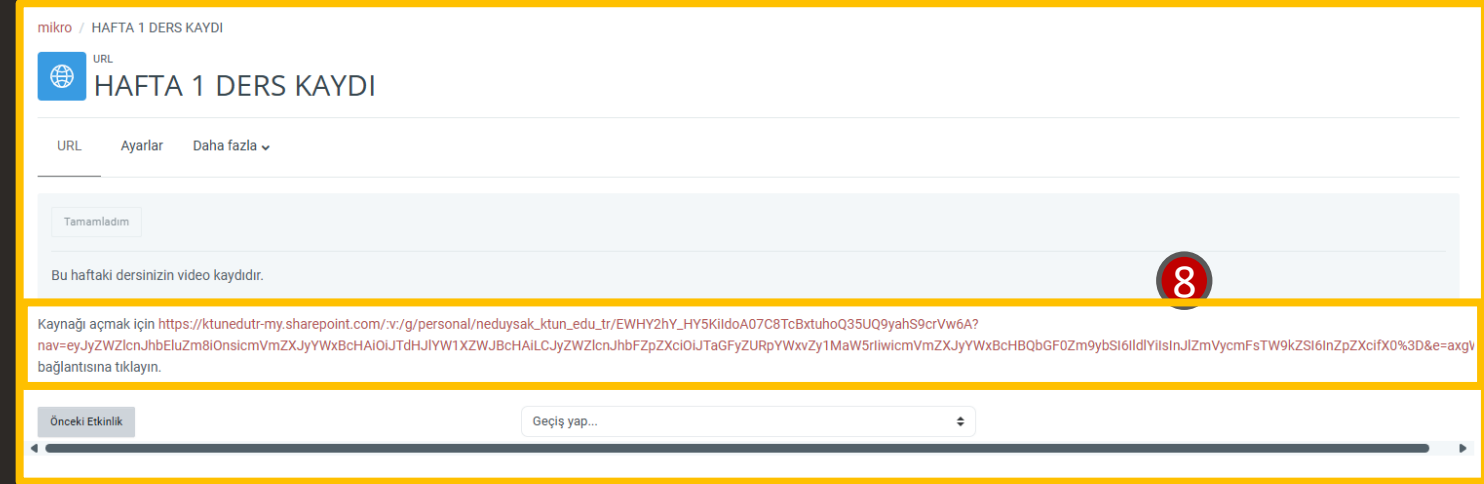 mikro / HAFTA 1 DERS KAYDI
URL
HAFTA 1 DERS KAYDI
URL Ayarlar Daha fazla
Tamamladım
Bu haftaki dersinizin video kaydıdır.
8
Kaynağı açmak için https://ktunedutr-my.sharepoint.com/:v:/g/personal/neduysak_ktun_edu_tr/EWHY2hY_HY5KiIdoA07C8TcBxtuhoQ35UQ9yahS9crVw6A?
nav=eyJyZWZlcnJhbEluZm8iOnsicmVmZXJyYWxBcHAiOiJTdHJlYW1XZWJBcHAiLCJyZWZlcnJhbFZpZXciOiJTaGFyZURpYWxvZy1MaW5rIiwicmVmZXJyYWxBcHBQbGF0Zm9ybSI6IldlYiIsInJlZmVycmFsTW9kZSI6InZpZXcifX0%3D&e=axg
bağlantısına tıklayın.
Önceki Etkinlik Geçiş yap...